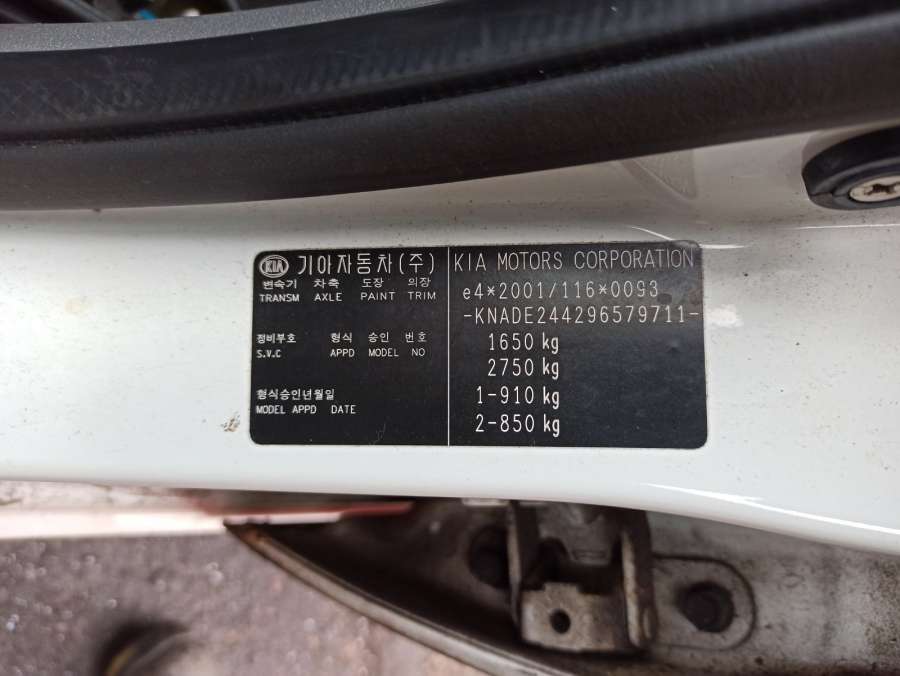 KIA 기아자동차(주)
변속기 차축 도장 의장
TRANSM AXLE PAINT TRIM
정비부호 형식 승인 번호
S.V.C APPD MODEL NO
형식승인년월일
MODEL APPD DATE
KIA MOTORS CORPORATION
e4*2001/116*0093
-KNADE244296579711-
1650 kg
2750 kg
1-910 kg
2-850 kg